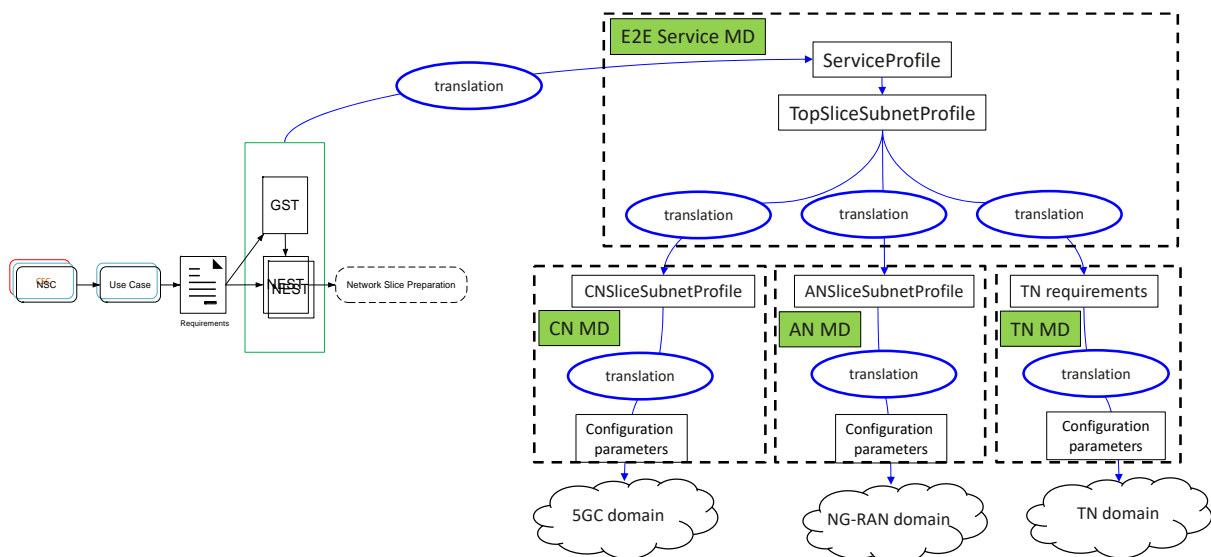 E2E Service MD
ServiceProfile
translation
TopSliceSubnetProfile
GST
translation
translation
translation
NSC
Use Case
NEST
NEST
Network Slice Preparation
Requirements
CNSliceSubnetProfile
ANSliceSubnetProfile
TN requirements
CN MD
AN MD
TN MD
translation
translation
translation
Configuration
parameters
Configuration
parameters
Configuration
parameters
5GC domain
NG-RAN domain
TN domain